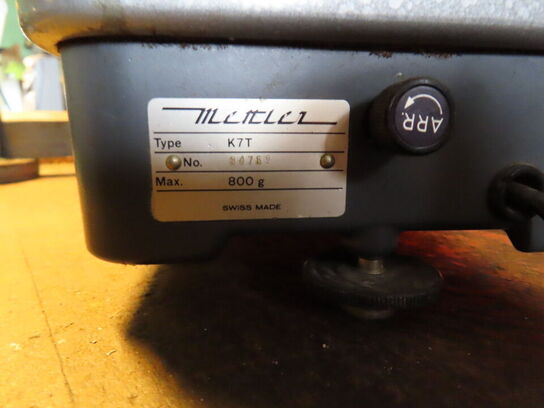 Mettler
Type K7T
No.
Max. 800 g
SWISS MADE
ARR.